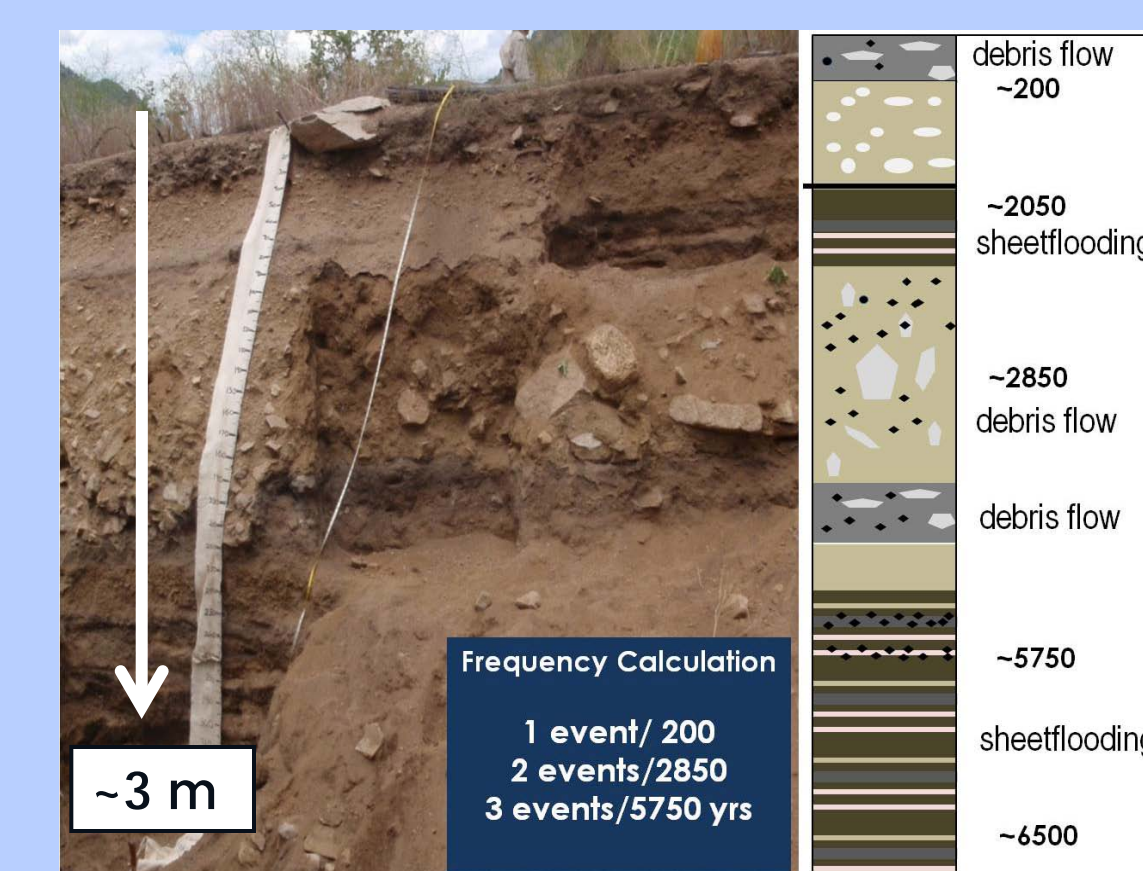 ~3 m
Frequency Calculation
1 event/ 200
2 events/2850
3 events/5750 yrs
debris flow
~200
~2050
sheetflooding
~2850
debris flow
debris flow
~5750
sheetflooding
~6500